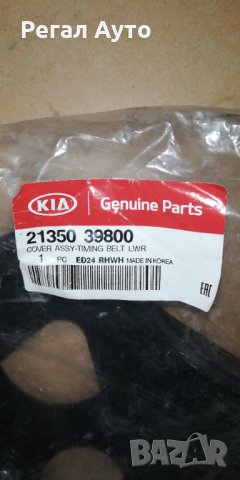 Регал Ауто
KIA Genuine Parts
21350 39800
COVER ASSY-TIMING BELT LWR
1 PC ED24 RHWH MADE IN KOREA
EAC
BAZAR